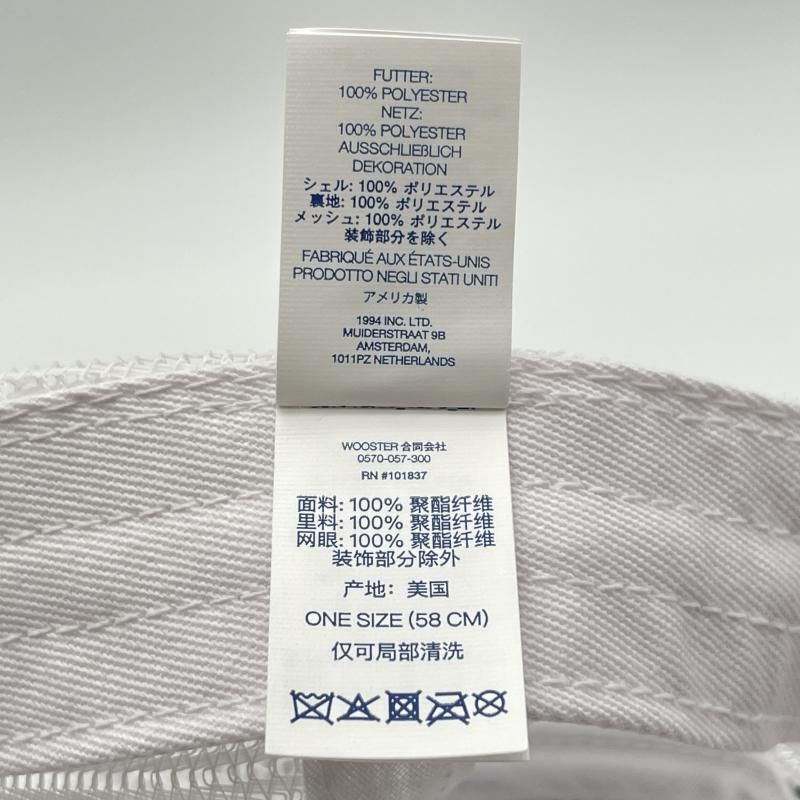 FUTTER:
100% POLYESTER
NETZ:
100% POLYESTER
AUSSCHLIEßLICH
DEKORATION
シェル: 100% ポリエステル
裏地: 100% ポリエステル
メッシュ: 100% ポリエステル
装飾部分を除く
FABRIQUÉ AUX ÉTATS-UNIS
PRODOTTO NEGLI STATI UNITI
アメリカ製
1994 INC. LTD.
MUIDERSTRAAT 9B
AMSTERDAM,
1011PZ NETHERLANDS
WOOSTER 合同会社
0570-057-300
RN #101837
面料: 100% 聚酯纤维
里料: 100% 聚酯纤维
网眼: 100% 聚酯纤维
装饰部分除外
产地: 美国
ONE SIZE (58 CM)
仅可局部清洗